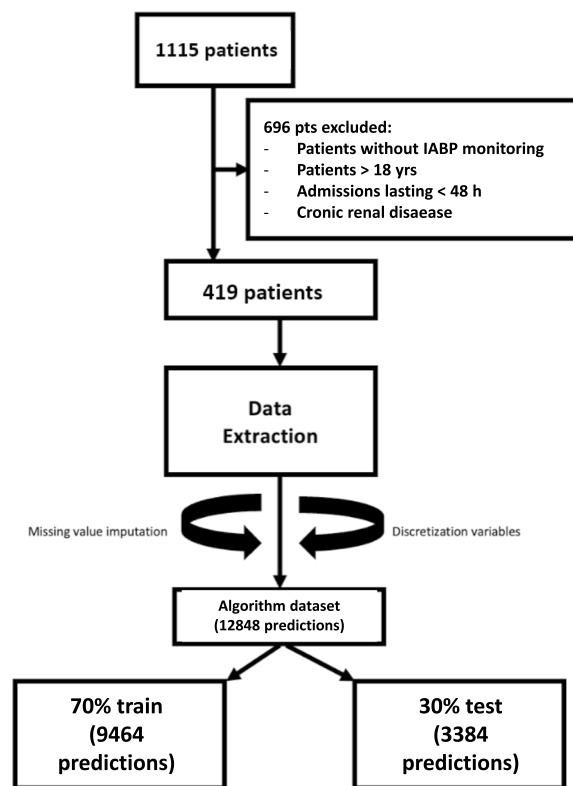 1115 patients
696 pts excluded:
- Patients without IABP monitoring
- Patients > 18 yrs
- Admissions lasting < 48 h
- Cronic renal disaease
419 patients
Data
Extraction
Missing value imputation
Discretization variables
Algorithm dataset
(12848 predictions)
70% train
(9464
predictions)
30% test
(3384
predictions)